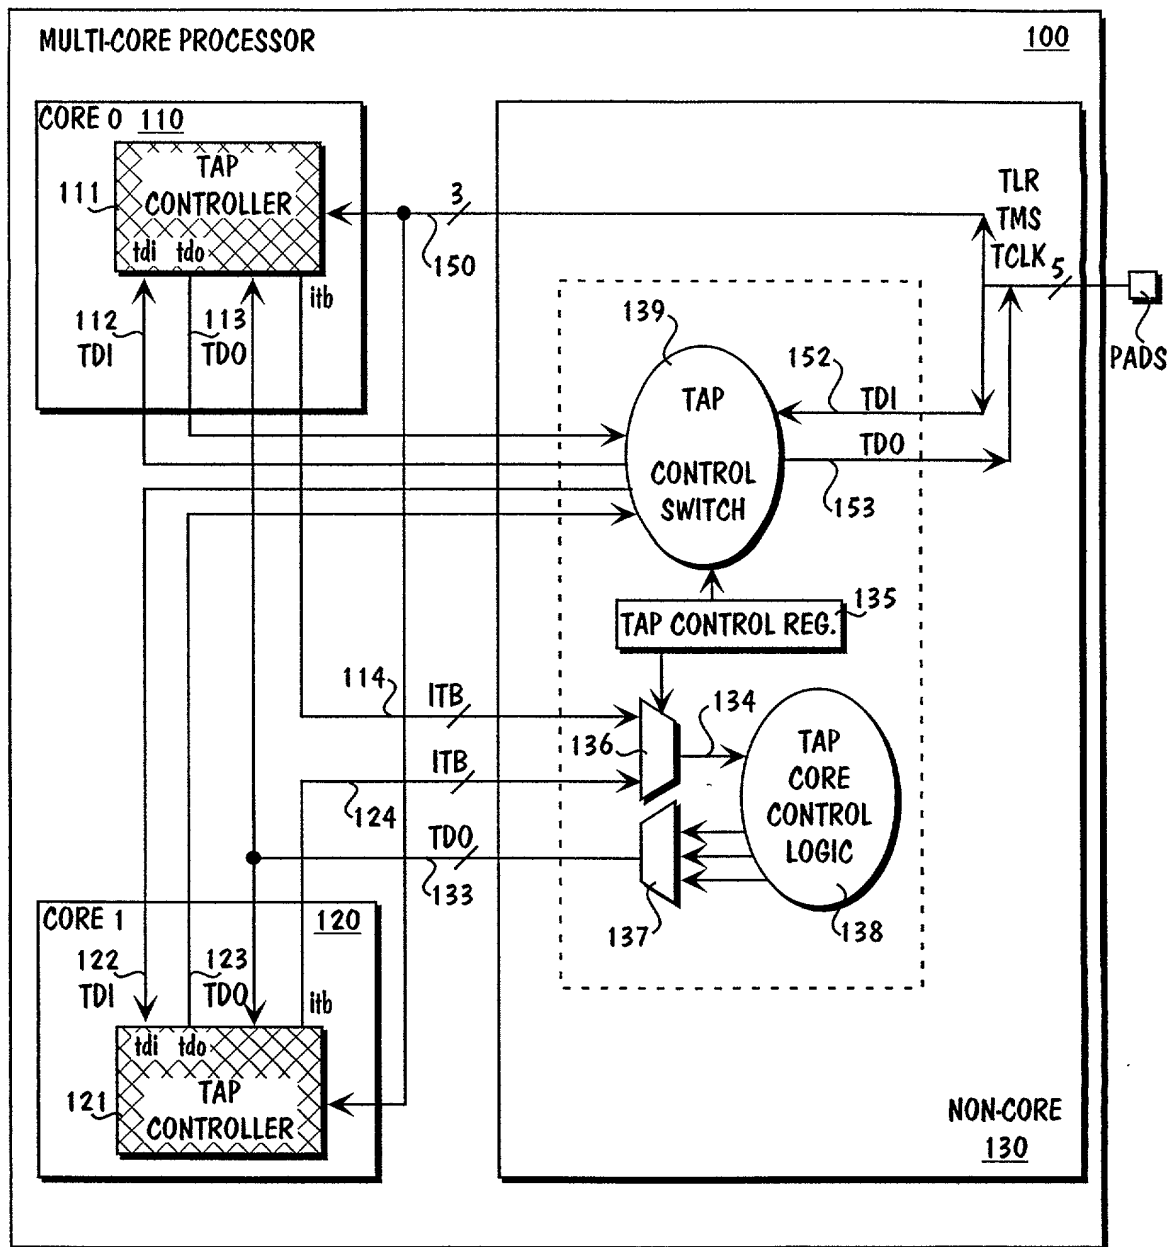 MULTI-CORE PROCESSOR
100
CORE 0 110
TAP
CONTROLLER
111
tdi tdo
3
150
TLR
TMS
TCLK
5
PADS
itb
112
TDI
113
TDO
139
TAP
CONTROL
SWITCH
152
TDI
TDO
153
TAP CONTROL REG.
135
114
ITB
136
134
TAP
CORE
CONTROL
LOGIC
ITB
124
TDO
133
137
138
CORE 1
120
122
TDI
123
TDO
itb
tdi tdo
TAP
CONTROLLER
121
NON-CORE
130